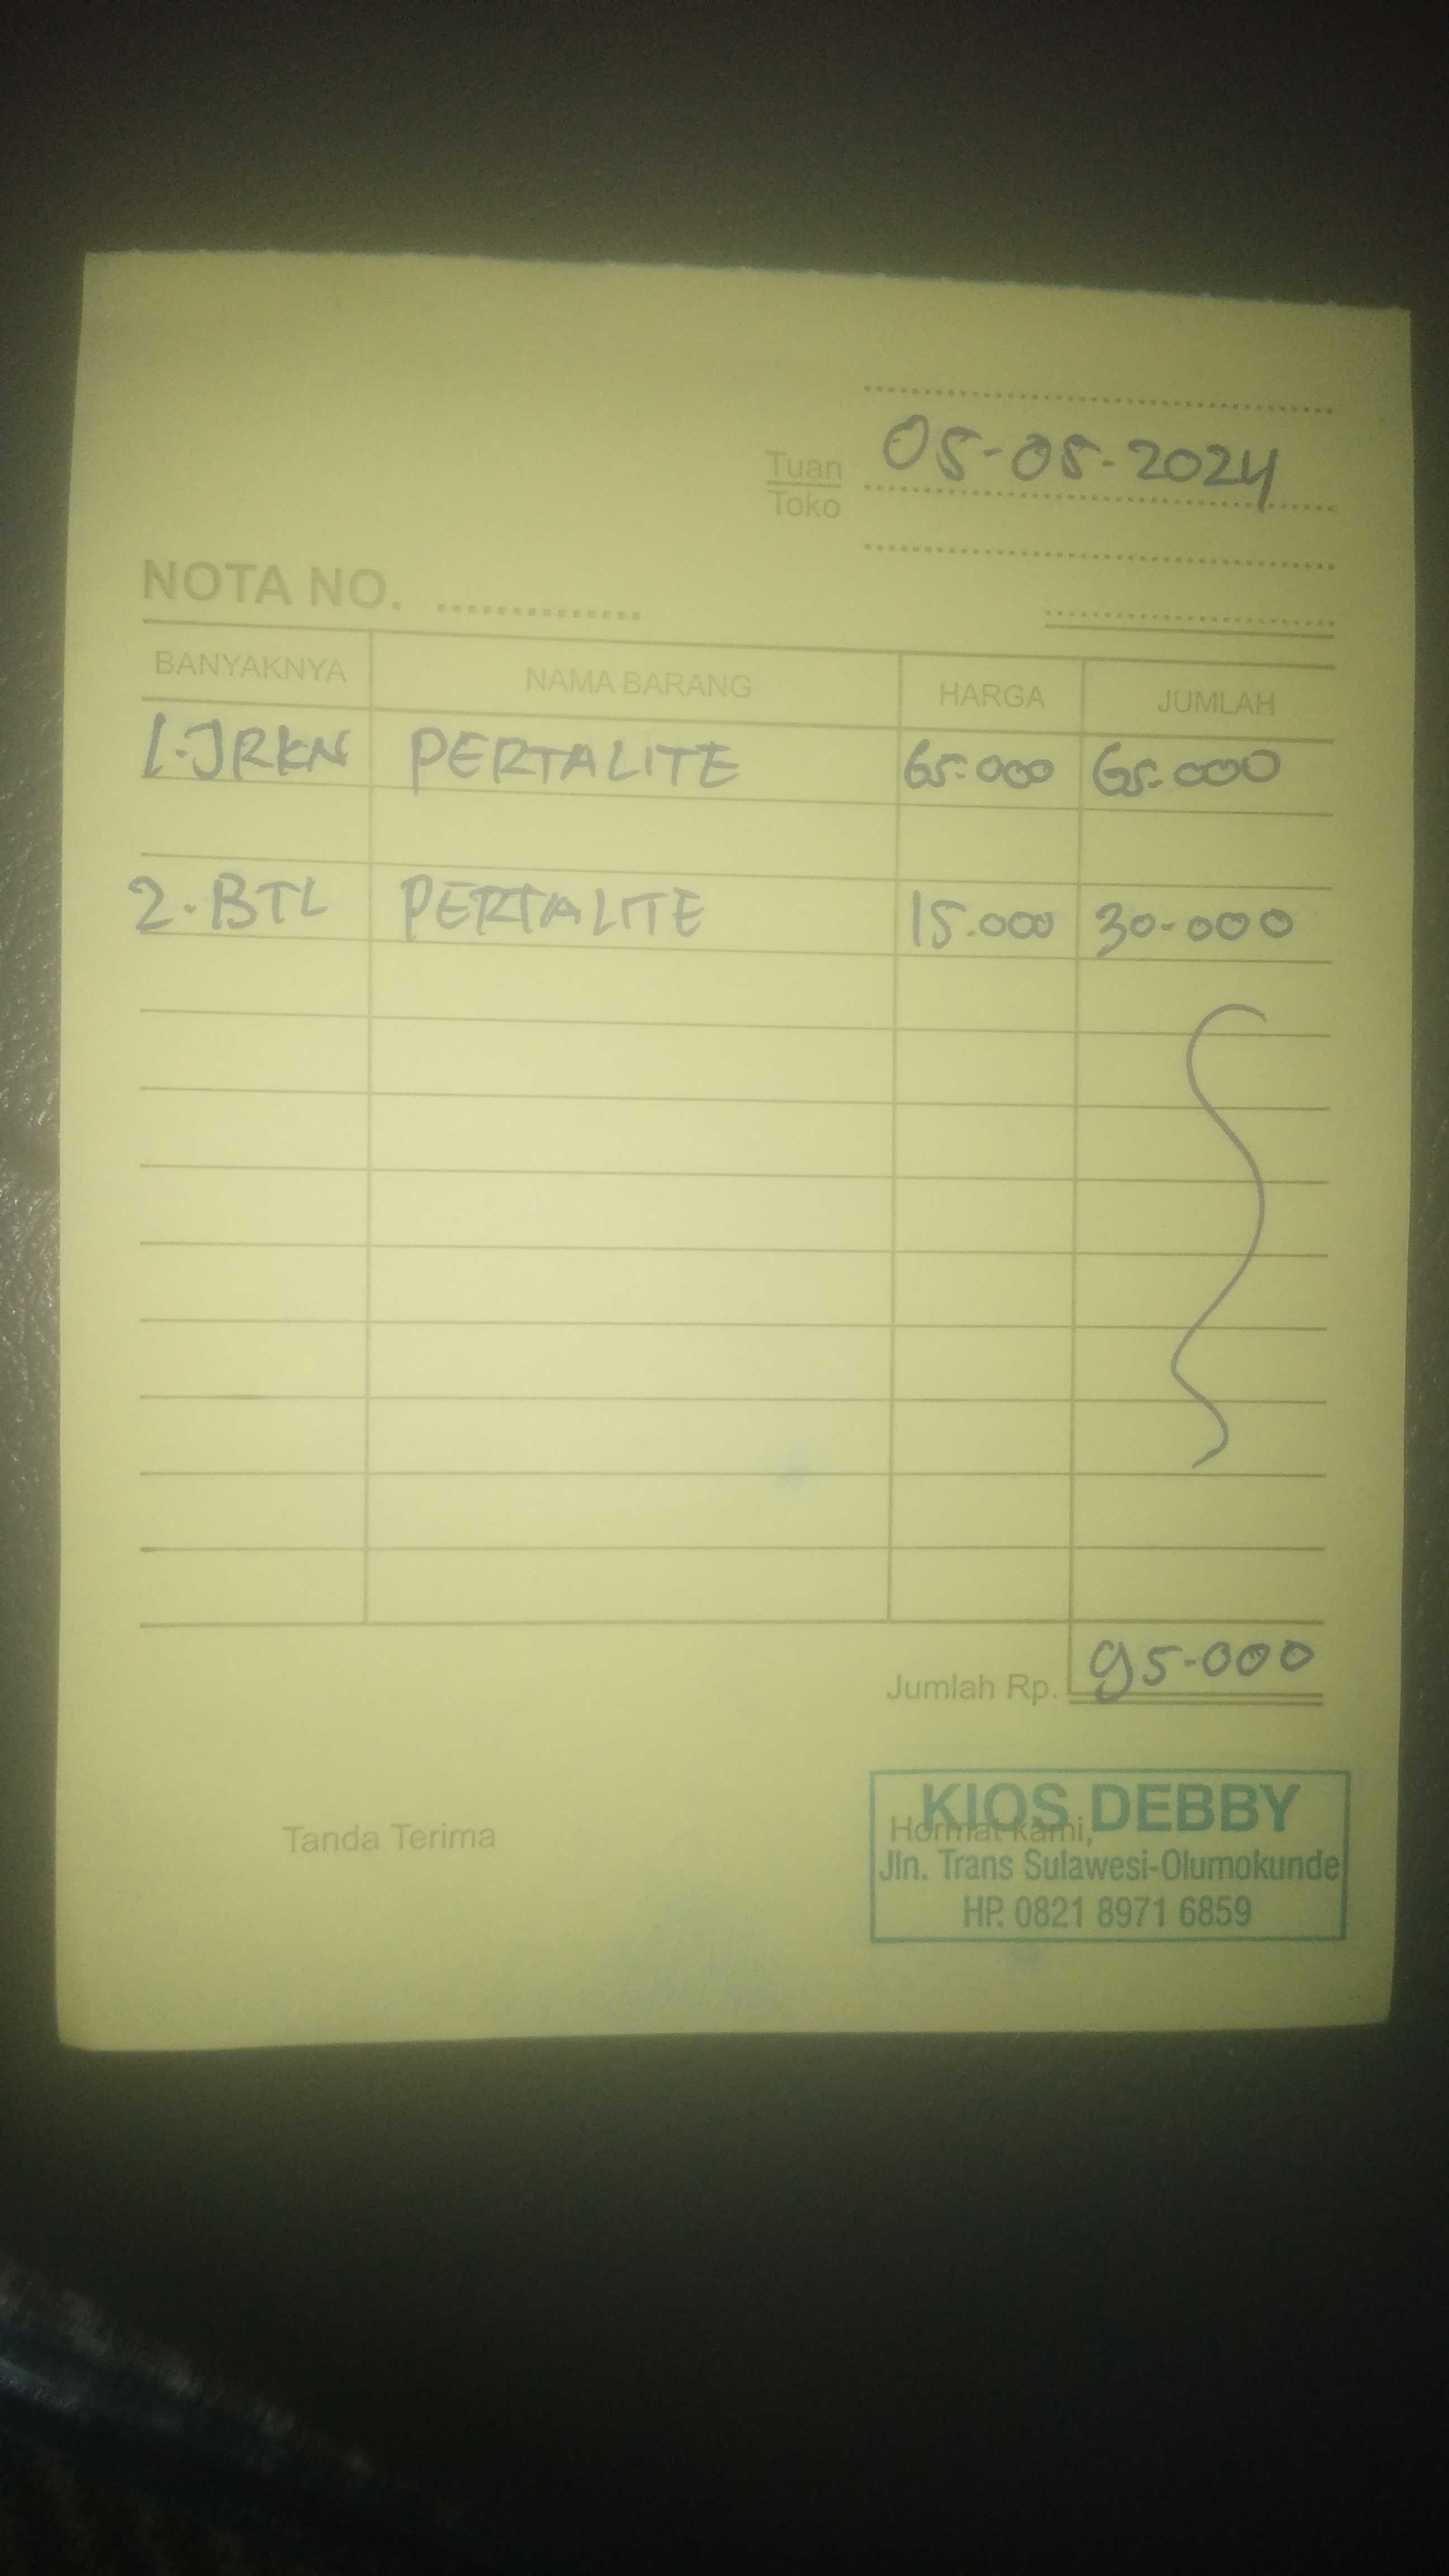 05-05-2024
Tuan
Toko
NOTA NO.
BANYAKNYA NAMA BARANG HARGA JUMLAH
1.JRKN PERTALITE 65.000 65.000
2.BTL PERTALITE 15.000 30.000
Jumlah Rp. 95.000
Tanda Terima Hormat kami,
KIOS DEBBY
Jln. Trans Sulawesi-Olumokunde
HP. 0821 8971 6859